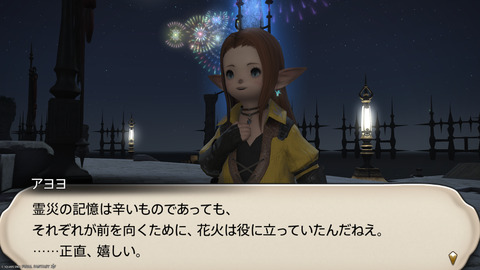 アヨヨ
霊災の記憶は辛いものであっても、
それぞれが前を向くために、花火は役に立っていたんだねえ。
……正直、嬉しい。